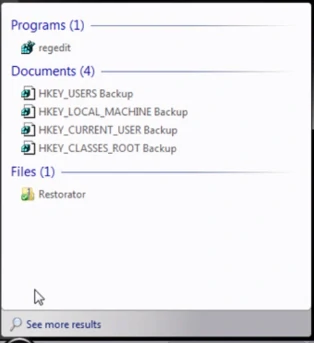 Programs (1)
regedit
Documents (4)
HKEY_USERS Backup
HKEY_LOCAL_MACHINE Backup
HKEY_CURRENT_USER Backup
HKEY_CLASSES_ROOT Backup
Files (1)
Restorator
See more results